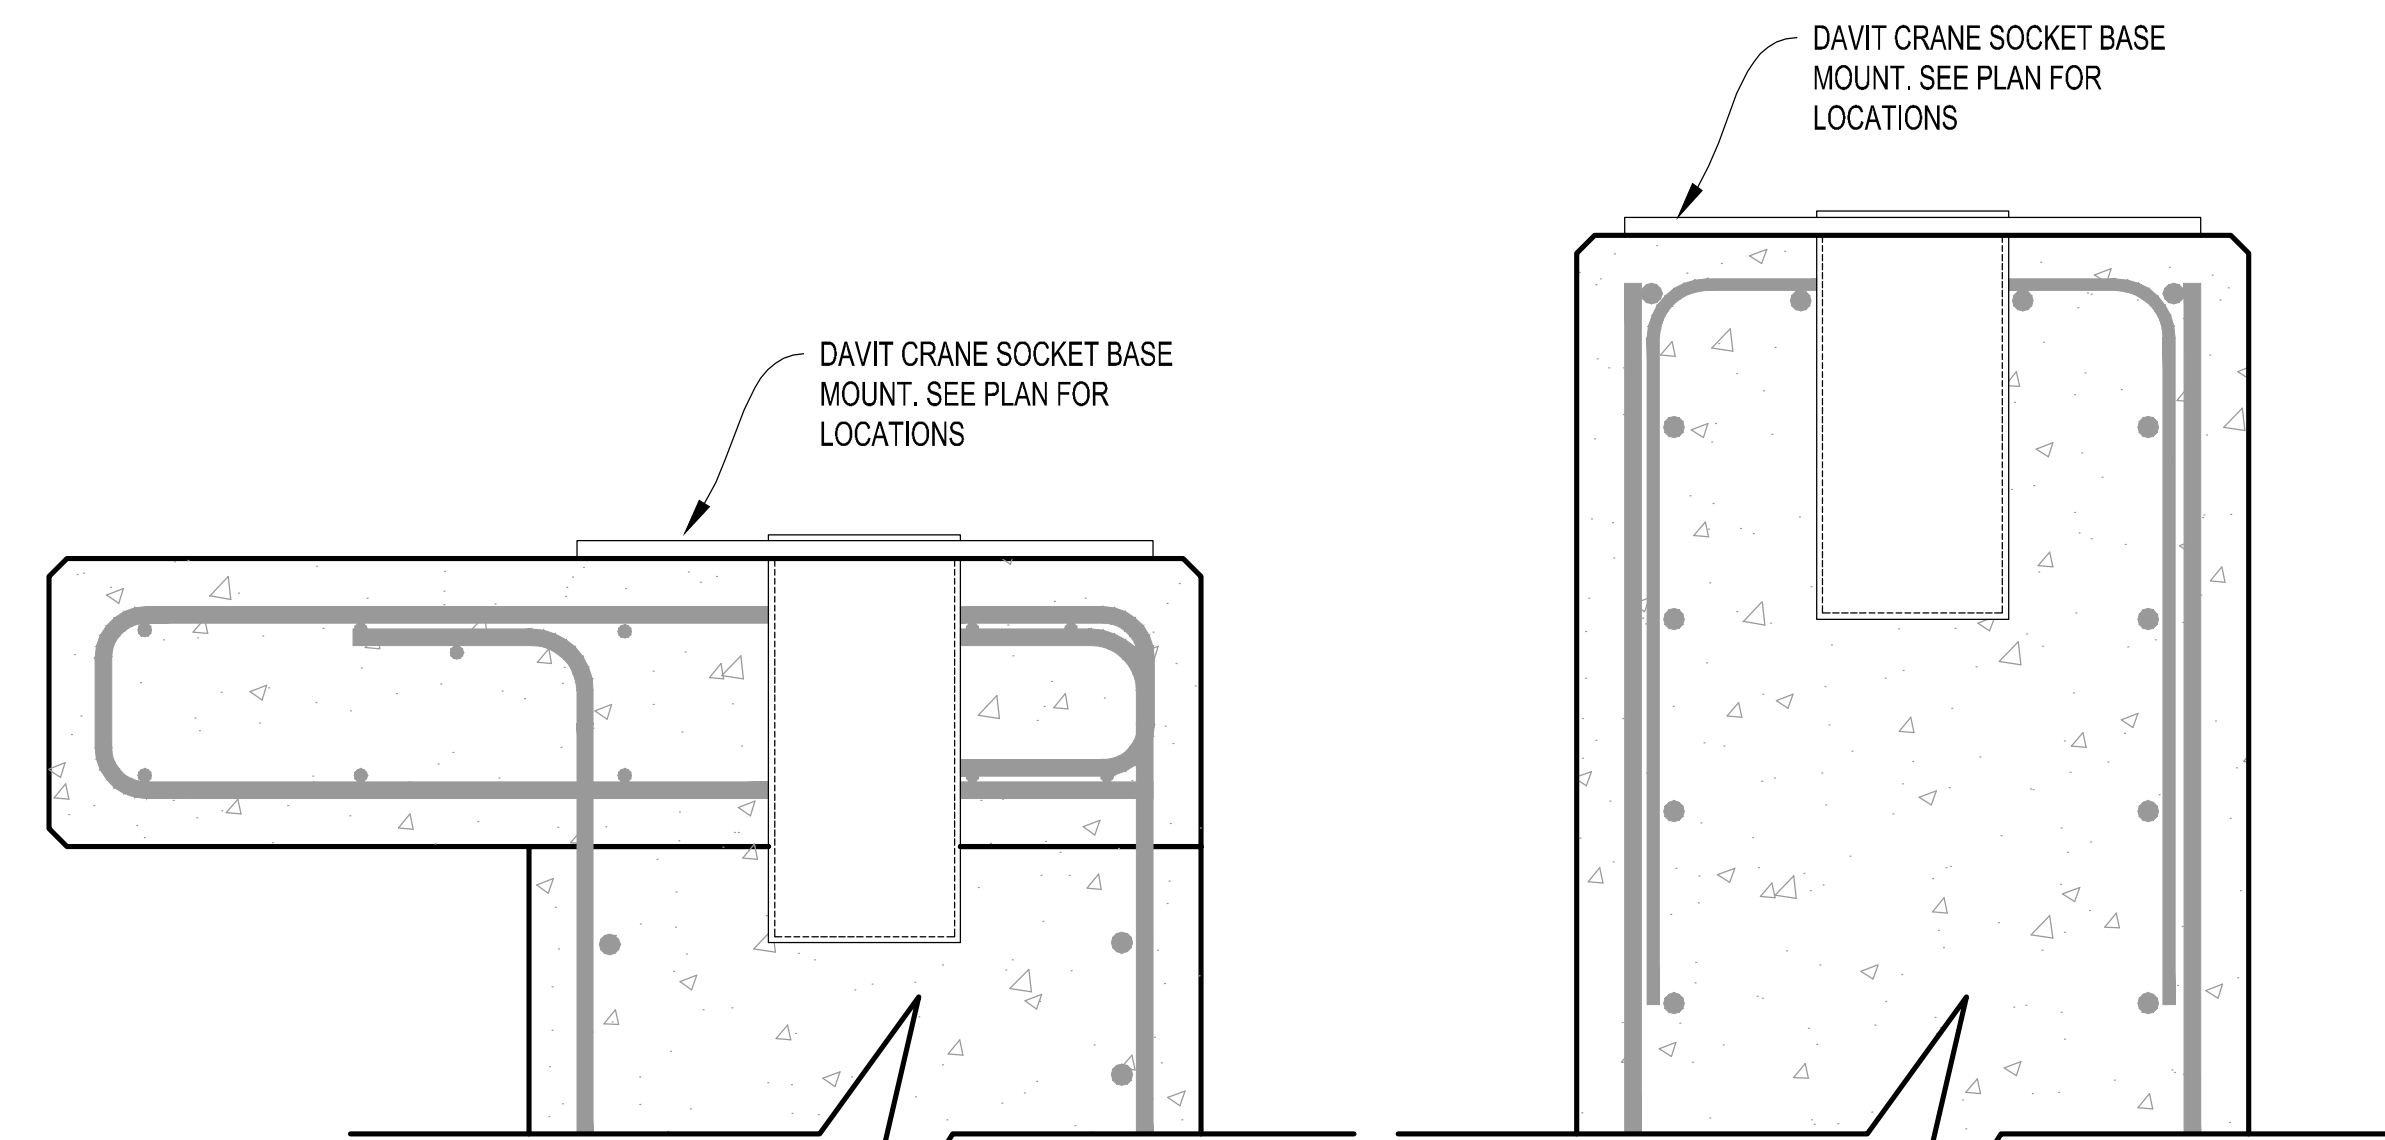 DAVIT CRANE SOCKET BASE
MOUNT. SEE PLAN FOR
LOCATIONS
DAVIT CRANE SOCKET BASE
MOUNT. SEE PLAN FOR
LOCATIONS